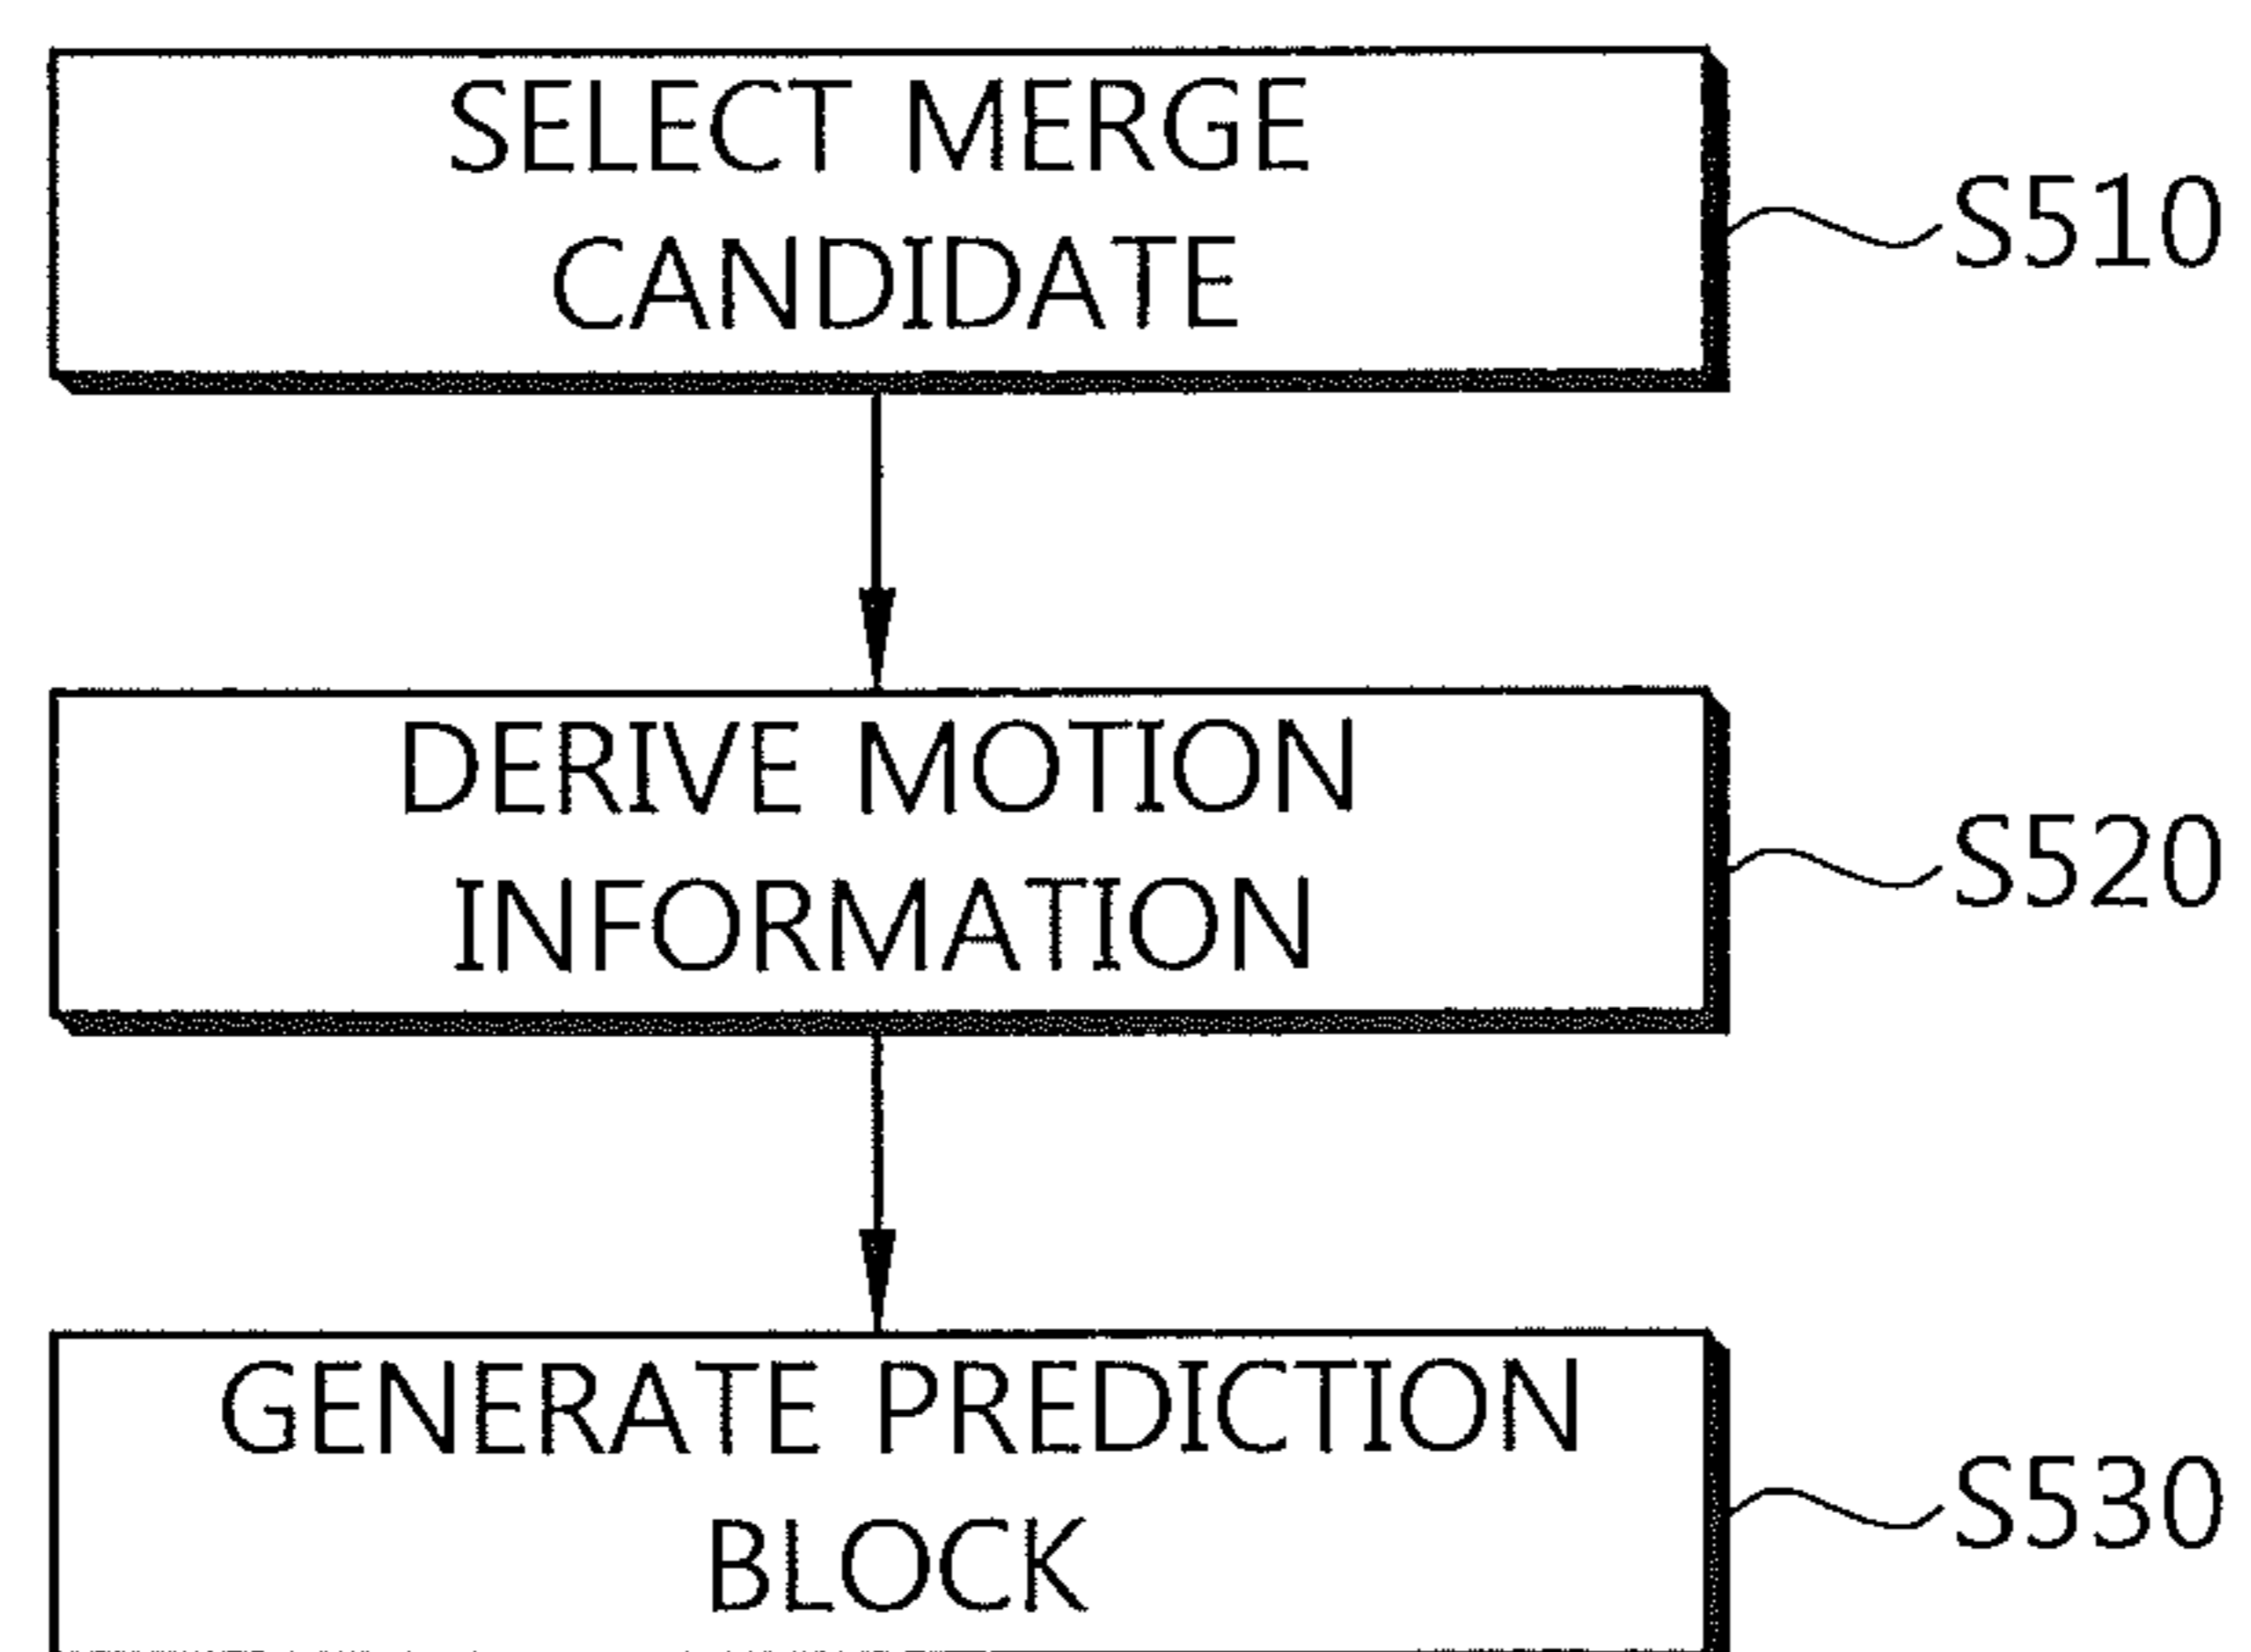 SELECT MERGE
CANDIDATE
S510
DERIVE MOTION
INFORMATION
S520
GENERATE PREDICTION
BLOCK
S530